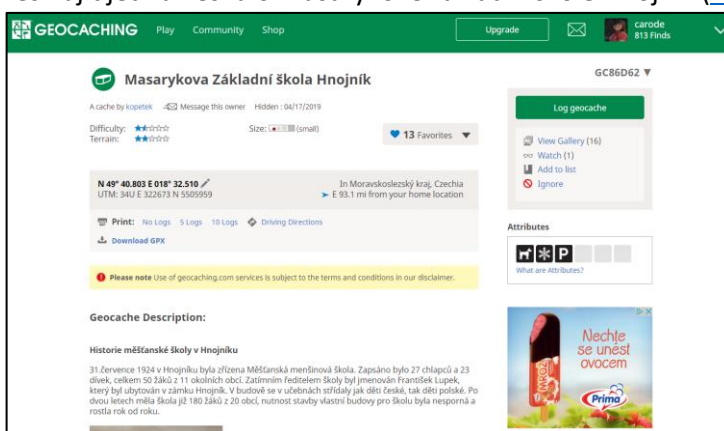 GEOCACHING Play Community Shop Upgrade carode
813 Finds
Masarykova Základní škola Hnojník
GC86D62 ▼
A cache by kopetek Message this owner Hidden : 04/17/2019
Log geocache
Difficulty:
Size: (small)
Terrain:
13 Favorites ▼
View Gallery (16)
Watch (1)
Add to list
Ignore
N 49° 40.803 E 018° 32.510
UTM: 34U E 322673 N 5505959
In Moravskoslezský kraj, Czechia
E 93.1 mi from your home location
Print: No Logs 5 Logs 10 Logs Driving Directions
Download GPX
Attributes
P
What are Attributes?
Please note Use of geocaching.com services is subject to the terms and conditions in our disclaimer.
Geocache Description:
Historie měšťanské školy v Hnojníku
31.července 1924 v Hnojníku byla zřízena Měšťanská menšinová škola. Zapsáno bylo 27 chlapců a 23
dívek, celkem 50 žáků z 11 okolních obcí. Zatímním ředitelem školy byl jmenován František Lupek,
který byl ubytován v zámku Hnojník. V budově se v učebnách střídaly jak děti české, tak děti polské. Po
dvou letech měla škola již 180 žáků z 20 obcí, nutnost stavby vlastní budovy pro školu byla nesporná a
rostla rok od roku.
Nechte
se unést
ovocem
Prima